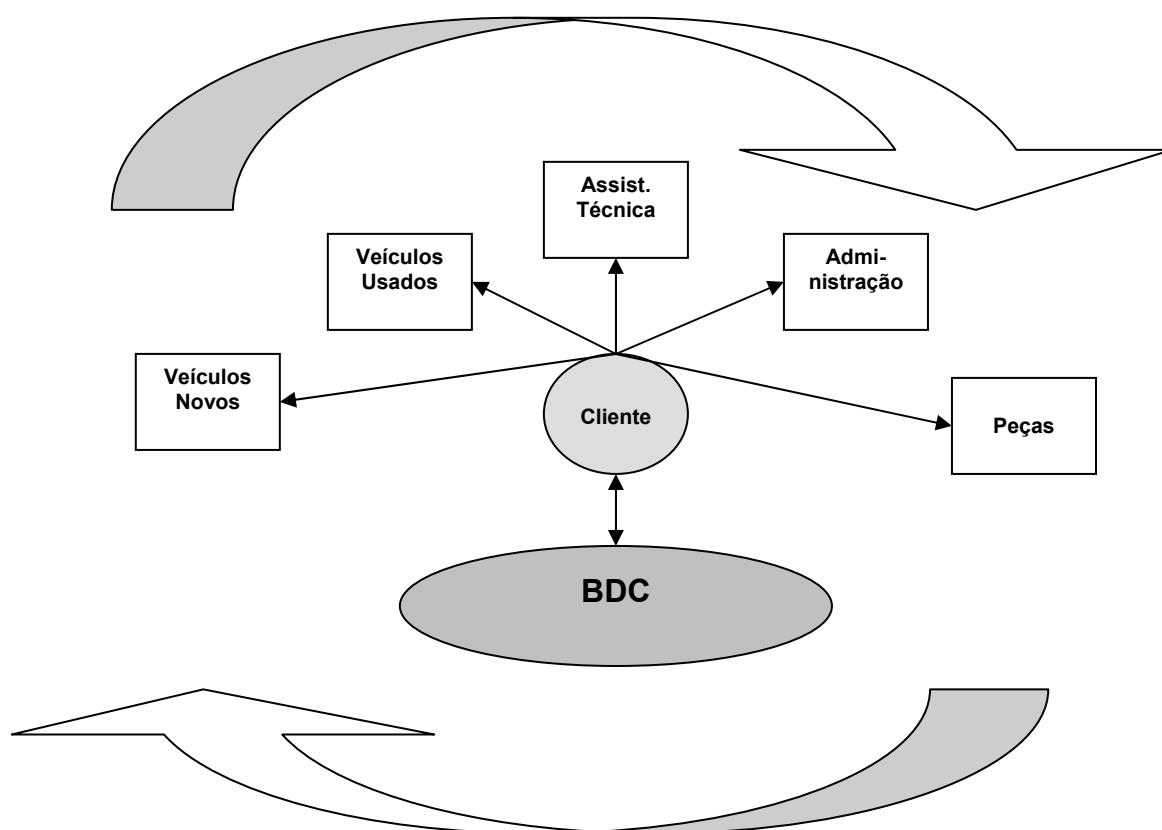 Assist.
Técnica
Veículos
Usados
Admi-
nistração
Veículos
Novos
Cliente
Peças
BDC